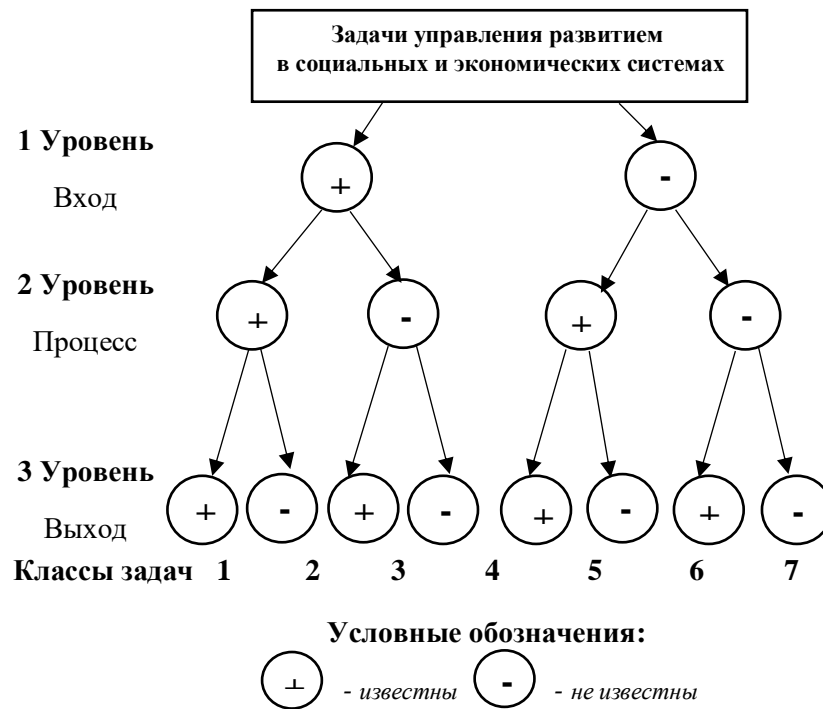 Задачи управления развитием
в социальных и экономических системах
1 Уровень
Вход
+ -
2 Уровень
Процесс
+ - + -
3 Уровень
Выход
+ - + - + - + -
Классы задач 1 2 3 4 5 6 7
Условные обозначения:
+ - известны - - не известны